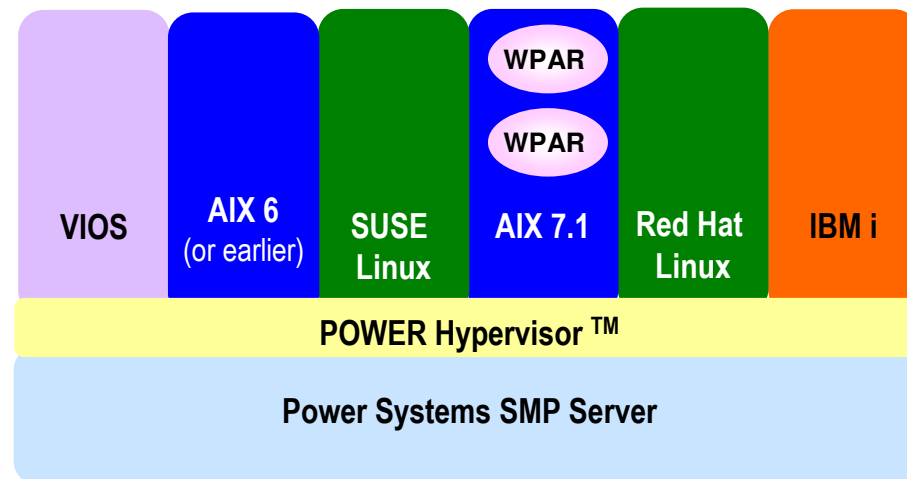 WPAR
WPAR
VIOS
AIX 6
(or earlier)
SUSE
Linux
AIX 7.1
Red Hat
Linux
IBM i
POWER Hypervisor TM
Power Systems SMP Server